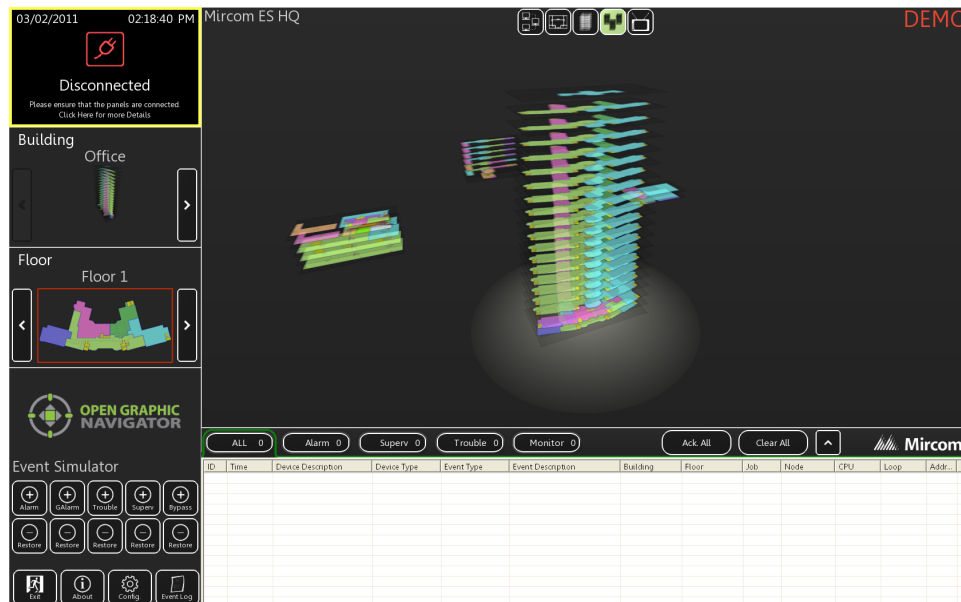 03/02/2011 02:18:40 PM
Disconnected
Please ensure that the panels are connected.
Click Here for more Details
Building
Office
Floor
Floor 1
OPEN GRAPHIC
NAVIGATOR
Event Simulator
Alarm GAlarm Trouble Superv Bypass
Restore Restore Restore Restore Restore
Exit About Config Event Log
Mircom ES HQ
DEMO
ALL 0 Alarm 0 Superv 0 Trouble 0 Monitor 0 Ack. All Clear All Mircom
ID Time Device Description Device Type Event Type Event Description Building Floor Job Node CPU Loop Addr...